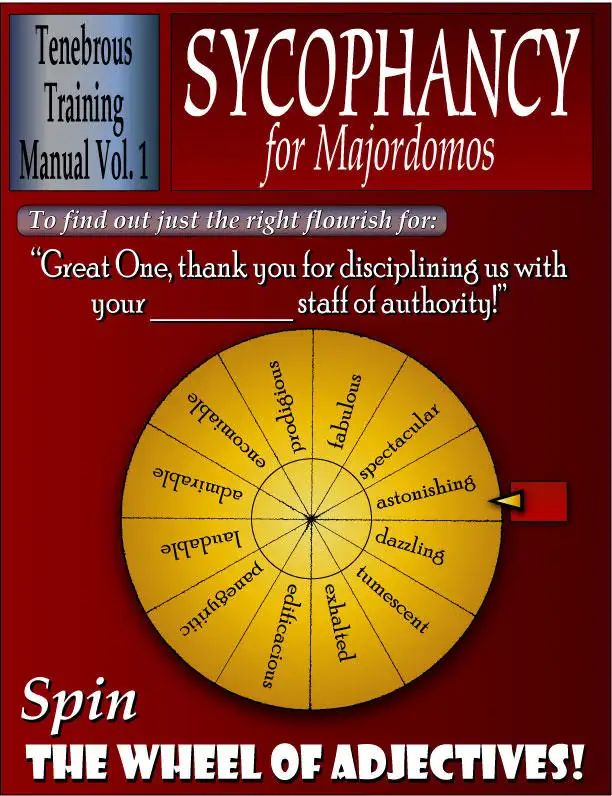 Tenebrous
Training
Manual Vol. 1
SYCOPHANCY
for Majordomos
To find out just the right flourish for:
“Great One, thank you for disciplining us with
your __________ staff of authority!”
prodigious
fabulous
spectacular
astonishing
dazzling
tumescent
exhalted
edificacious
panegyritic
laudable
admirable
encomiable
Spin
THE WHEEL OF ADJECTIVES!